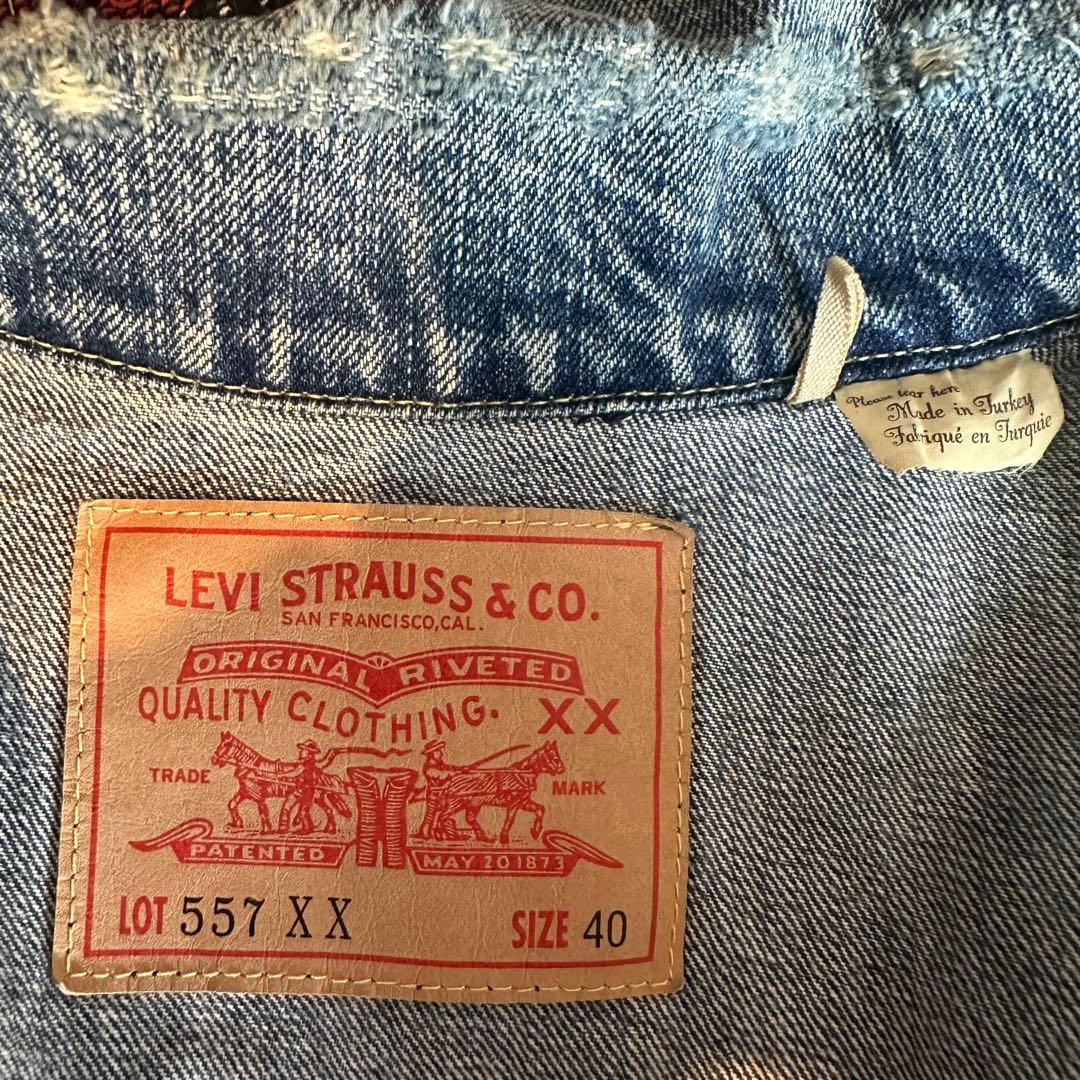 Please tear here
Made in Turkey
Fabriqué en Turquie
LEVI STRAUSS & CO.
SAN FRANCISCO, CAL.
ORIGINAL RIVETED
QUALITY CLOTHING. XX
TRADE MARK
PATENTED MAY 20 1873
LOT 557 XX SIZE 40